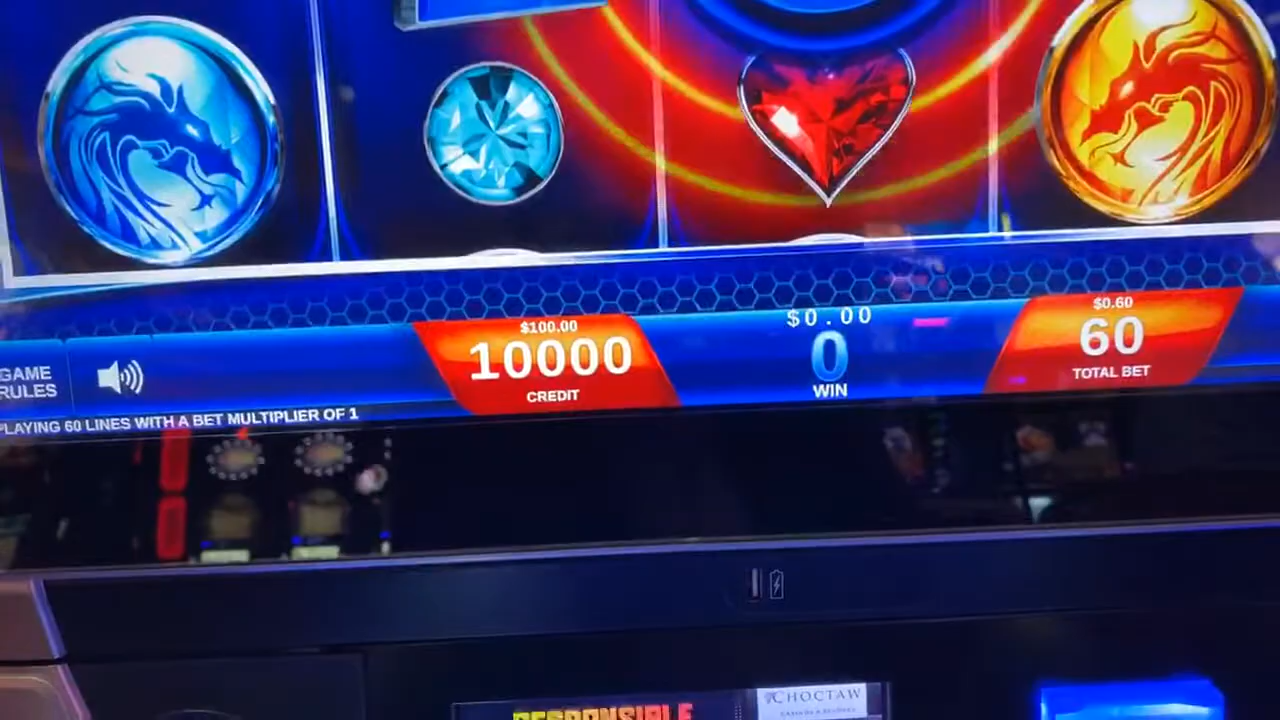 $100.00
10000
CREDIT
$0.00
0
WIN
$0.60
60
TOTAL BET
GAME
RULES
PLAYING 60 LINES WITH A BET MULTIPLIER OF 1
RESPONSIBLE
CHOCTAW